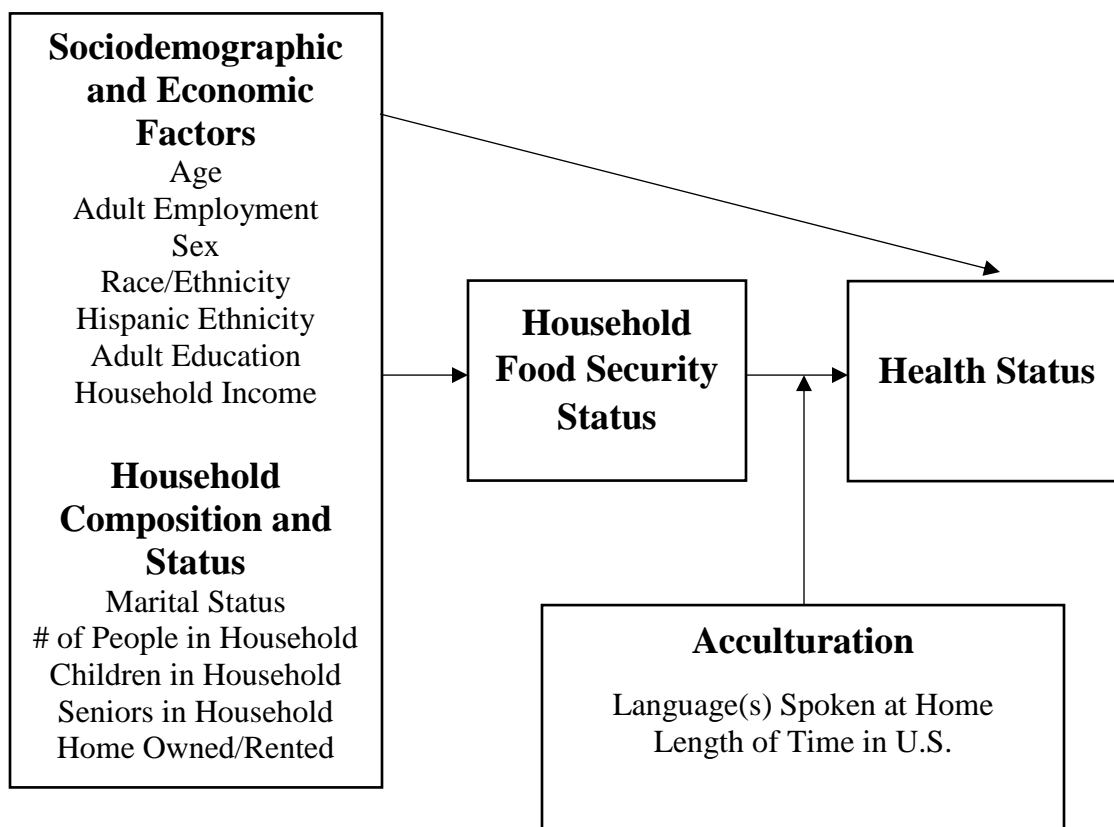 Sociodemographic
and Economic
Factors
Age
Adult Employment
Sex
Race/Ethnicity
Hispanic Ethnicity
Adult Education
Household Income
Household
Composition and
Status
Marital Status
# of People in Household
Children in Household
Seniors in Household
Home Owned/Rented
Household
Food Security
Status
Health Status
Acculturation
Language(s) Spoken at Home
Length of Time in U.S.